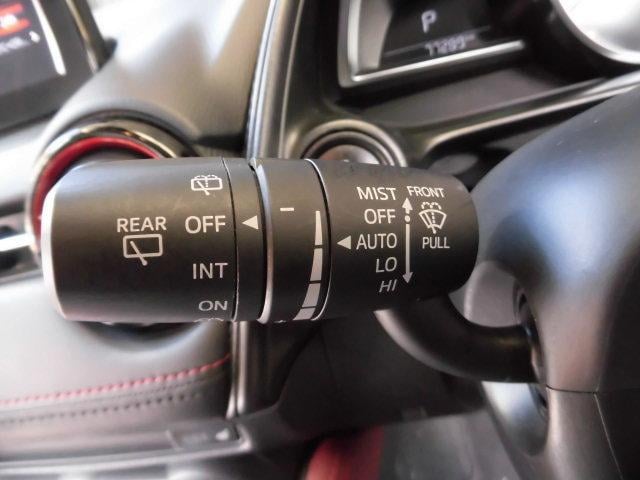 P
REAR
OFF
INT
ON
MIST
FRONT
OFF
AUTO
PULL
LO
HI